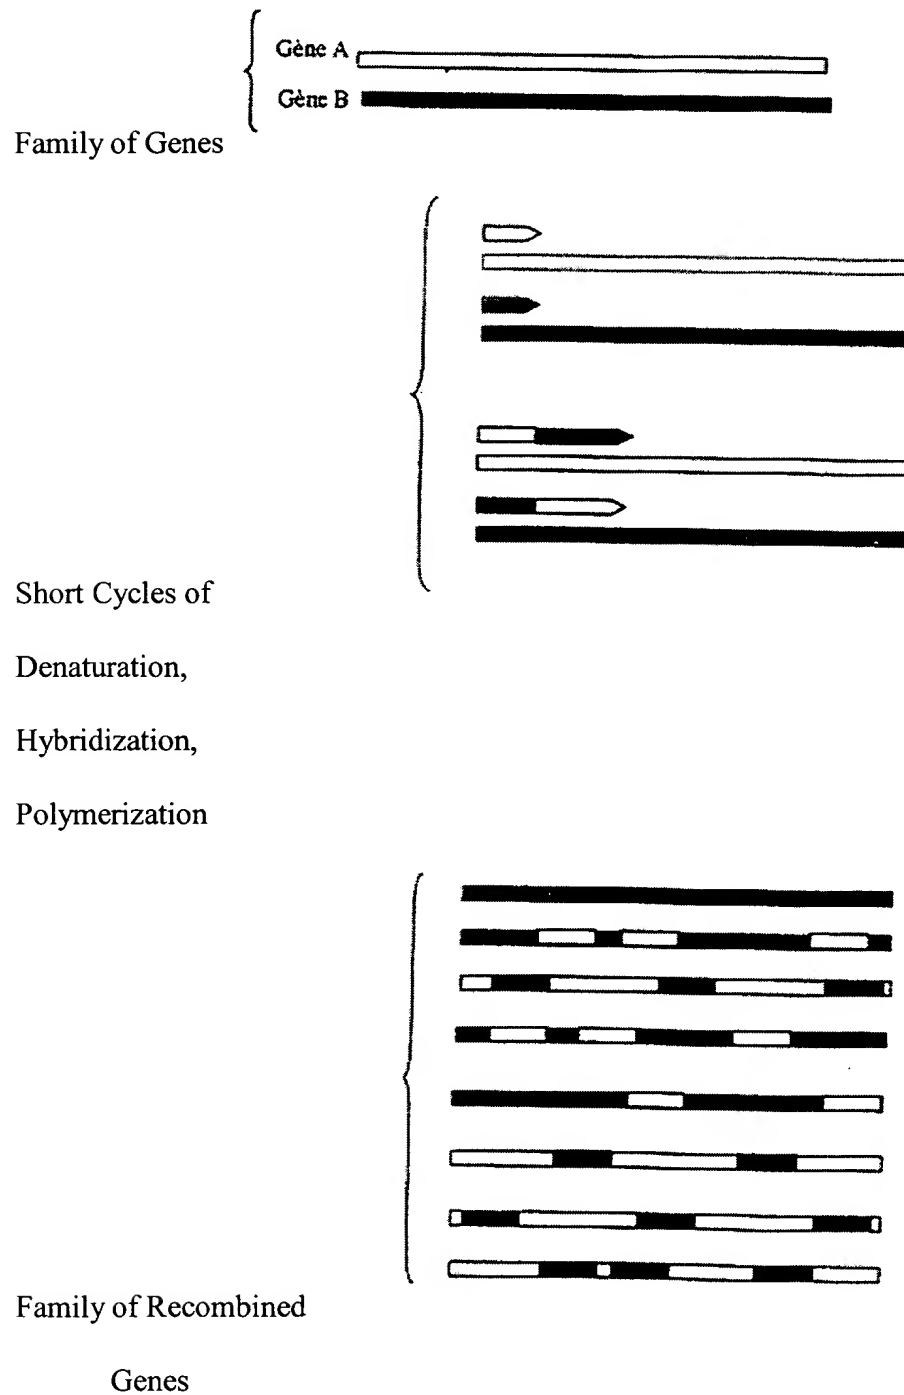 Gène A
Gène B
Family of Genes
Short Cycles of
Denaturation,
Hybridization,
Polymerization
Family of Recombined
Genes